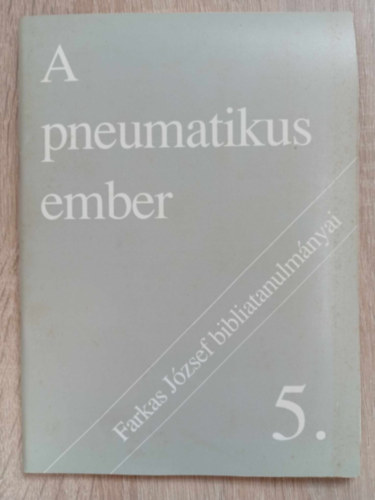 A
pneumatikus
ember
Farkas József bibliatanulmányai
5.